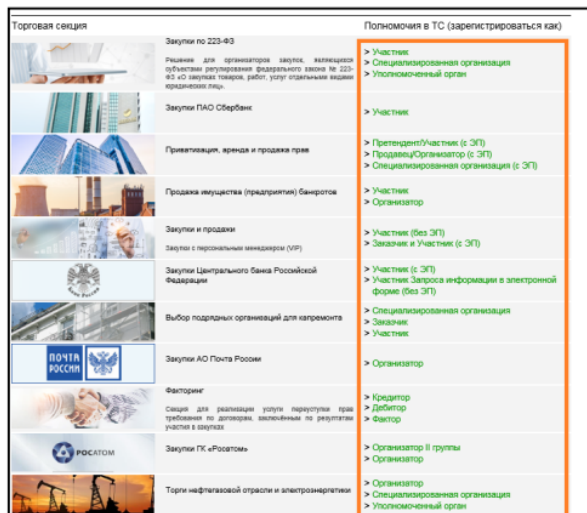 Торговая секция
Полномочия в ТС (зарегистрироваться как)
Закупки по 223-ФЗ
Решение для организаторов закупок, являющихся
субъектами регулирования федерального закона № 223-
ФЗ «О закупках товаров, работ, услуг отдельными видами
юридических лиц».
> Участник
> Специализированная организация
> Уполномоченный орган
Закупки ПАО Сбербанк
> Участник
Приватизация, аренда и продажа прав
> Претендент/Участник (с ЭП)
> Продавец/Организатор (с ЭП)
> Специализированная организация (с ЭП)
Продажа имущества (предприятия) банкротов
> Участник
> Организатор
Закупки и продажи
Закупки с персональным менеджером (VIP)
> Участник (без ЭП)
> Заказчик и Участник (с ЭП)
Закупки Центрального банка Российской
Федерации
> Участник (с ЭП)
> Участник Запроса информации в электронной
форме (без ЭП)
Выбор подрядных организаций для капремонта
> Специализированная организация
> Заказчик
> Участник
ПОЧТА
РОССИИ
Закупки АО Почта России
> Организатор
Факторинг
Секция для реализации услуги переуступки прав
требования по договорам, заключённым по результатам
участия в закупках
> Кредитор
> Дебитор
> Фактор
РОСАТОМ
Закупки ГК «Росатом»
> Организатор II группы
> Организатор
Торги нефтегазовой отрасли и электроэнергетики
> Организатор
> Специализированная организация
> Уполномоченный орган